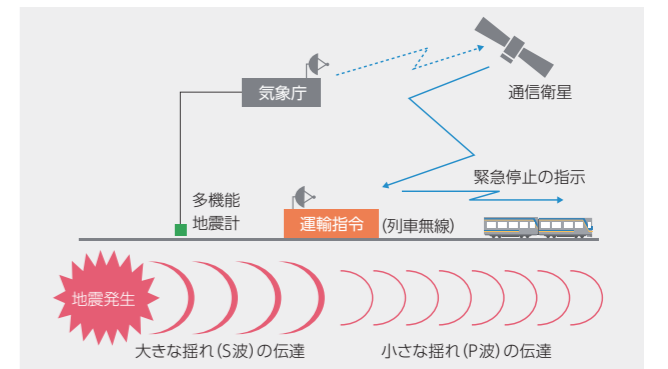 気象庁
通信衛星
緊急停止の指示
多機能
地震計
運輸指令
(列車無線)
地震発生
大きな揺れ(S波)の伝達
小さな揺れ(P波)の伝達